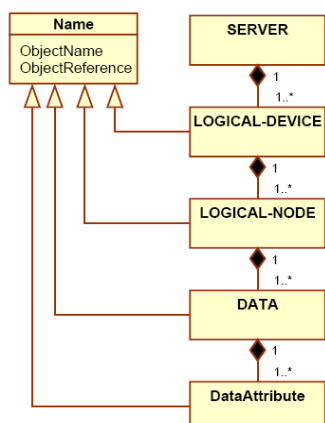 Name
ObjectName
ObjectReference
SERVER
1
1..*
LOGICAL-DEVICE
1
1..*
LOGICAL-NODE
1
1..*
DATA
1
1..*
DataAttribute